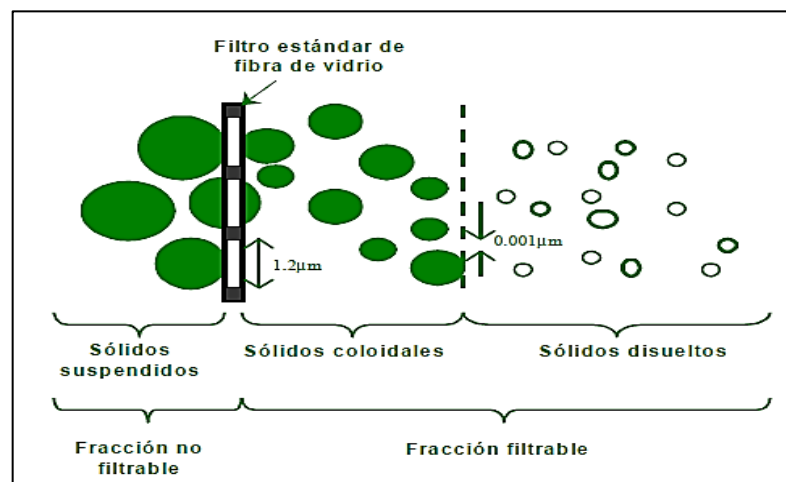 Filtro estándar de
fibra de vidrio
0.001µm
1.2µm
Sólidos
suspendidos
Sólidos coloidales
Sólidos disueltos
Fracción no
filtrable
Fracción filtrable